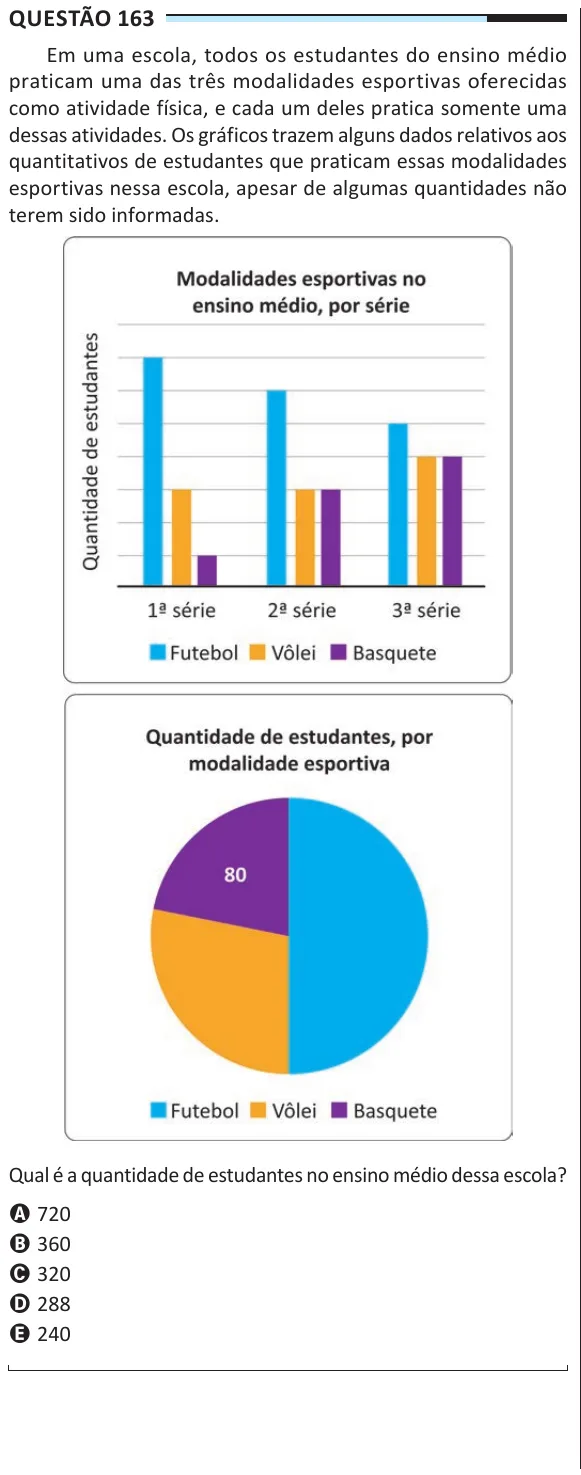 QUESTÃO 163
Em uma escola, todos os estudantes do ensino médio
praticam uma das três modalidades esportivas oferecidas
como atividade física, e cada um deles pratica somente uma
dessas atividades. Os gráficos trazem alguns dados relativos aos
quantitativos de estudantes que praticam essas modalidades
esportivas nessa escola, apesar de algumas quantidades não
terem sido informadas.
Modalidades esportivas no
ensino médio, por série
Quantidade de estudantes
1ª série 2ª série 3ª série
Futebol Vôlei Basquete
Quantidade de estudantes, por
modalidade esportiva
80
Futebol Vôlei Basquete
Qual é a quantidade de estudantes no ensino médio dessa escola?
A 720
B 360
C 320
D 288
E 240